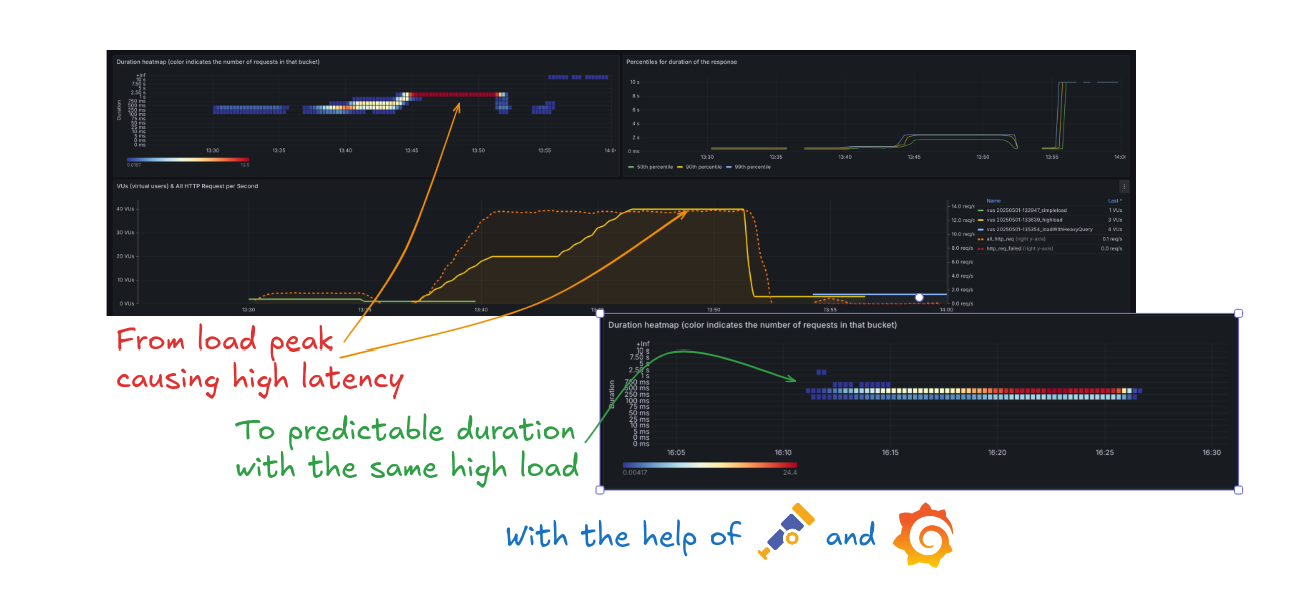 Duration heatmap (color indicates the number of requests in that bucket)
+Inf
10 s
7.50 s
5 s
2.50 s
1 s
750 ms
500 ms
250 ms
100 ms
75 ms
50 ms
25 ms
10 ms
5 ms
0 ms
0 ms
Duration
13:30
13:35
13:40
13:45
13:50
13:55
14:0
0.0167
13.5
Percentiles for duration of the response
10 s
8 s
6 s
4 s
2 s
0 ms
13:30
13:35
13:40
13:45
13:50
13:55
14:0
50th percentile
90th percentile
99th percentile
VUs (virtual users) & All HTTP Request per Second
40 VUs
30 VUs
20 VUs
10 VUs
0 VUs
13:30
13:35
13:40
13:50
13:55
14:00
14.0 req/s
12.0 req/s
10.0 req/s
8.0 req/s
6.0 req/s
4.0 req/s
2.0 req/s
0.0 req/s
Name Last *
vus 20250501-132947_simpleload 1 VUs
vus 20250501-133639_highload 3 VUs
vus 20250501-135354_loadWithHeavyQuery 4 VUs
all_http_req (right y-axis) 0.1 req/s
http_req_failed (right y-axis) 0.0 req/s
From load peak
causing high latency
To predictable duration
with the same high load
Duration heatmap (color indicates the number of requests in that bucket)
+Inf
10 s
7.50 s
5 s
2.50 s
1 s
750 ms
500 ms
250 ms
100 ms
75 ms
50 ms
25 ms
10 ms
5 ms
0 ms
0 ms
Duration
16:05
16:10
16:15
16:20
16:25
16:30
0.00417
24.4
With the help of and